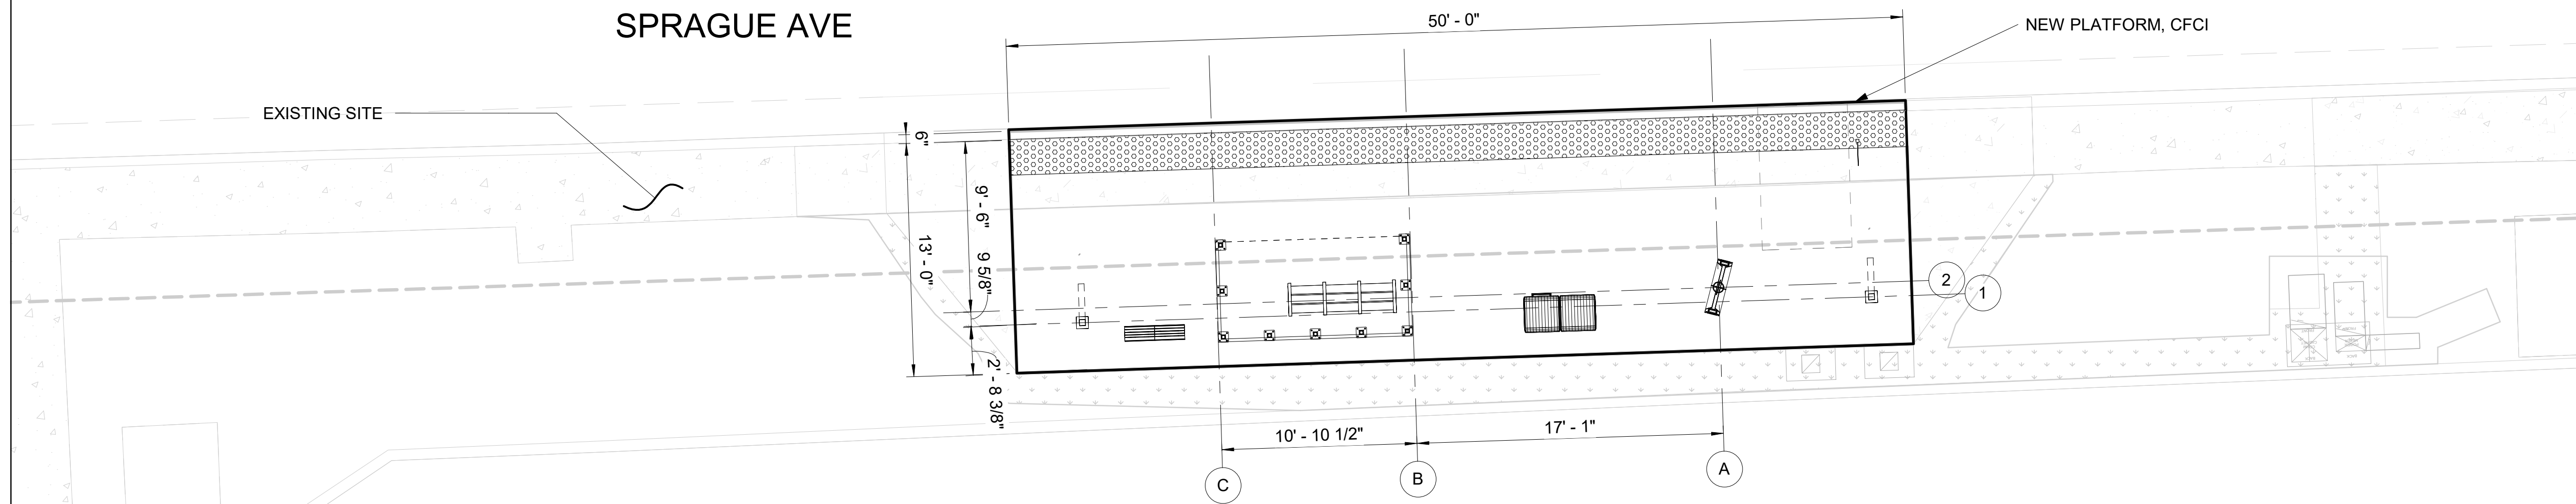 SPRAGUE AVE
50' - 0"
NEW PLATFORM, CFCI
EXISTING SITE
6"
9' - 6"
13' - 0"
9 5/8"
2' - 8 3/8"
2
1
10' - 10 1/2"
17' - 1"
C
B
A